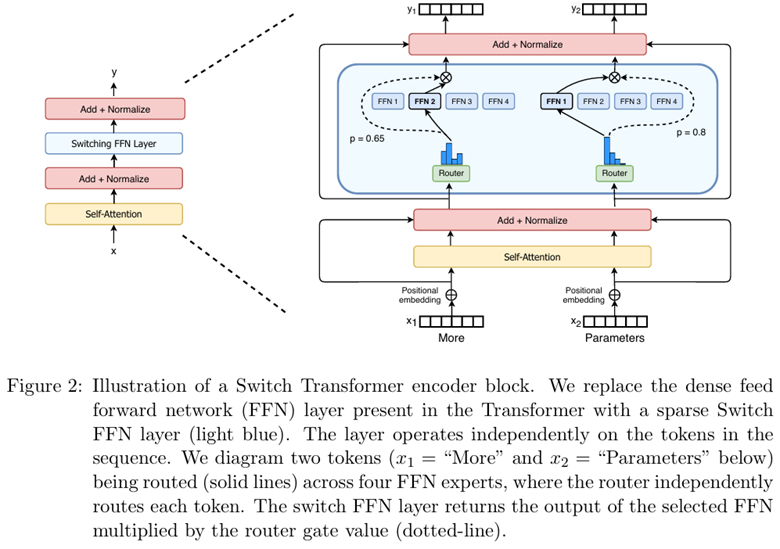 y
Add + Normalize
Switching FFN Layer
Add + Normalize
Self-Attention
x
y1 y2
Add + Normalize
FFN 1 FFN 2 FFN 3 FFN 4 FFN 1 FFN 2 FFN 3 FFN 4
p = 0.65 p = 0.8
Router Router
Add + Normalize
Self-Attention
Positional embedding Positional embedding
x1 x2
More Parameters
Figure 2: Illustration of a Switch Transformer encoder block. We replace the dense feed
forward network (FFN) layer present in the Transformer with a sparse Switch
FFN layer (light blue). The layer operates independently on the tokens in the
sequence. We diagram two tokens (x1 = “More” and x2 = “Parameters” below)
being routed (solid lines) across four FFN experts, where the router independently
routes each token. The switch FFN layer returns the output of the selected FFN
multiplied by the router gate value (dotted-line).